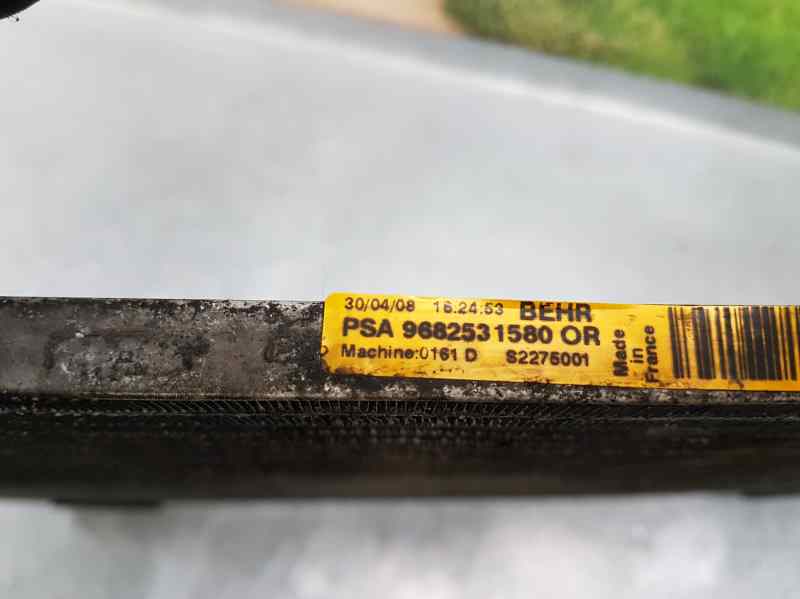 30/04/08 16:24:53 BEHR
PSA 9682531580 OR
Machine:0161 D S2275001
Made
in
France